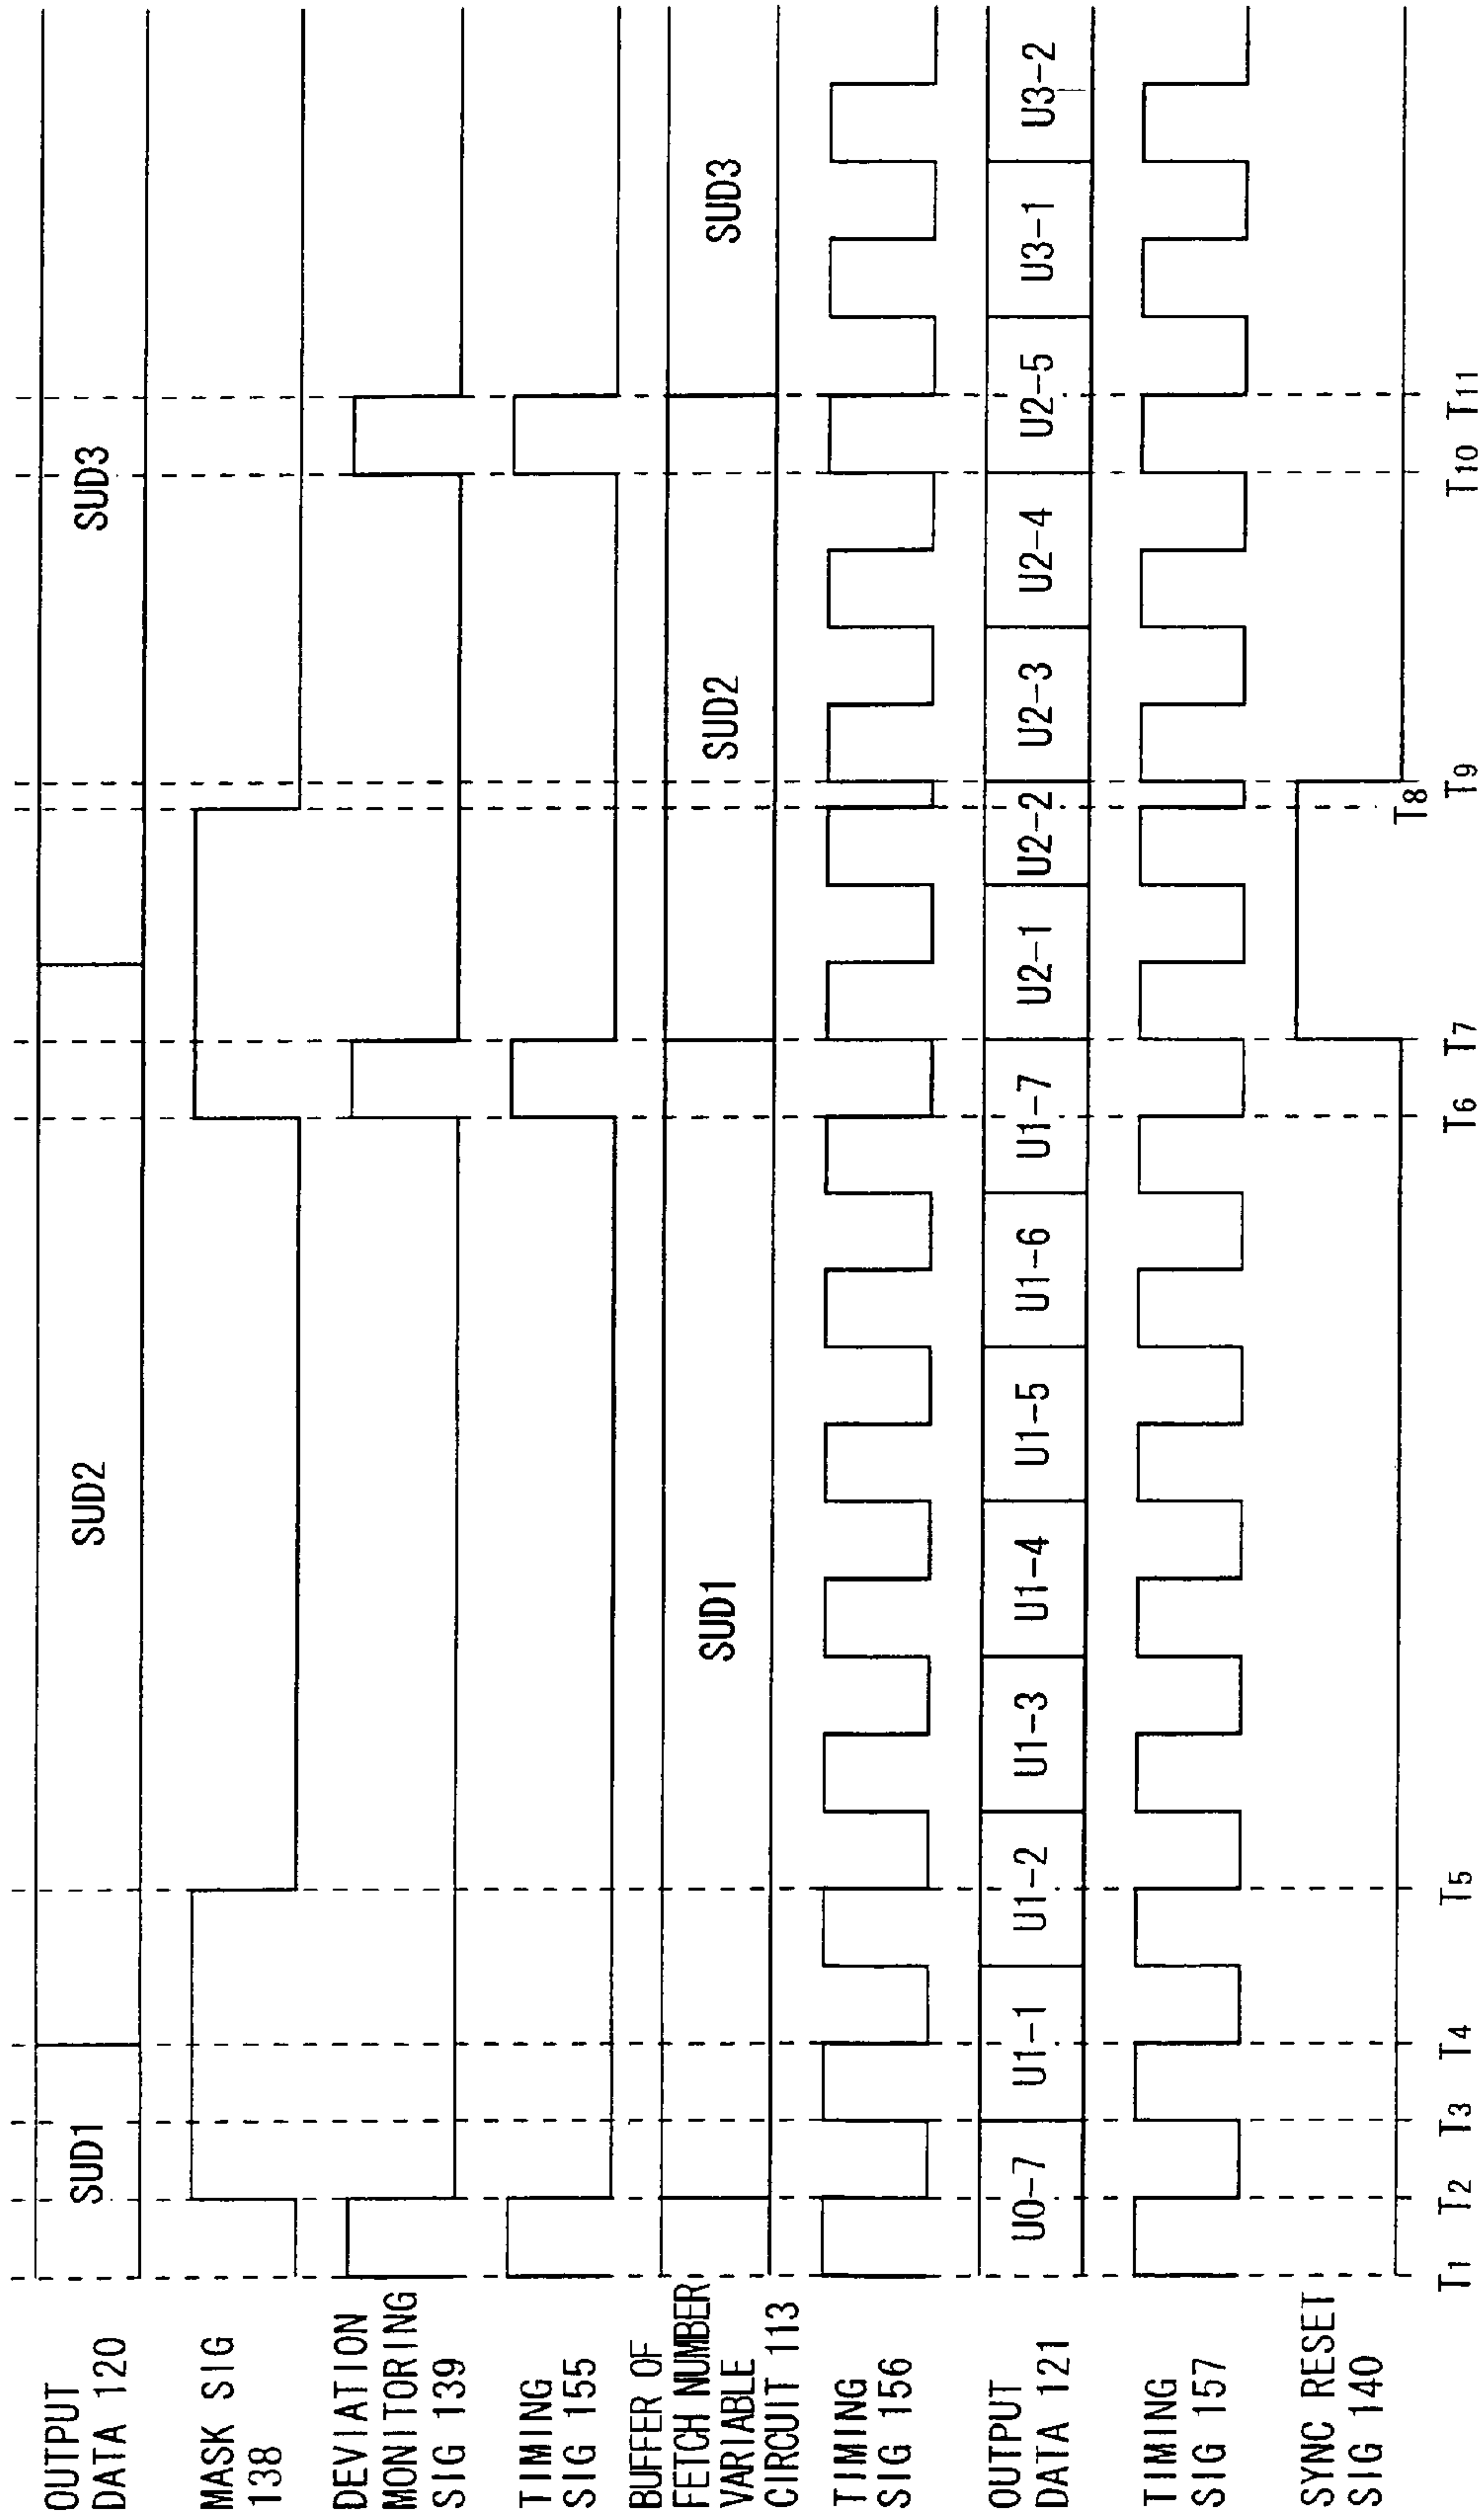 OUTPUT
DATA 120
SUD1
SUD2
SUD3
MASK SIG
138
DEVIATION
MONITORING
SIG 139
TIMING
SIG 155
BUFFER OF
FETCH NUMBER
VARIABLE
CIRCUIT 113
SUD1
SUD2
SUD3
TIMING
SIG 156
OUTPUT
DATA 121
U0-7
U1-1
U1-2
U1-3
U1-4
U1-5
U1-6
U1-7
U2-1
U2-2
U2-3
U2-4
U2-5
U3-1
U3-2
TIMING
SIG 157
SYNC RESET
SIG 140
T1
T2
T3
T4
T5
T6
T7
T8
T9
T10
T11